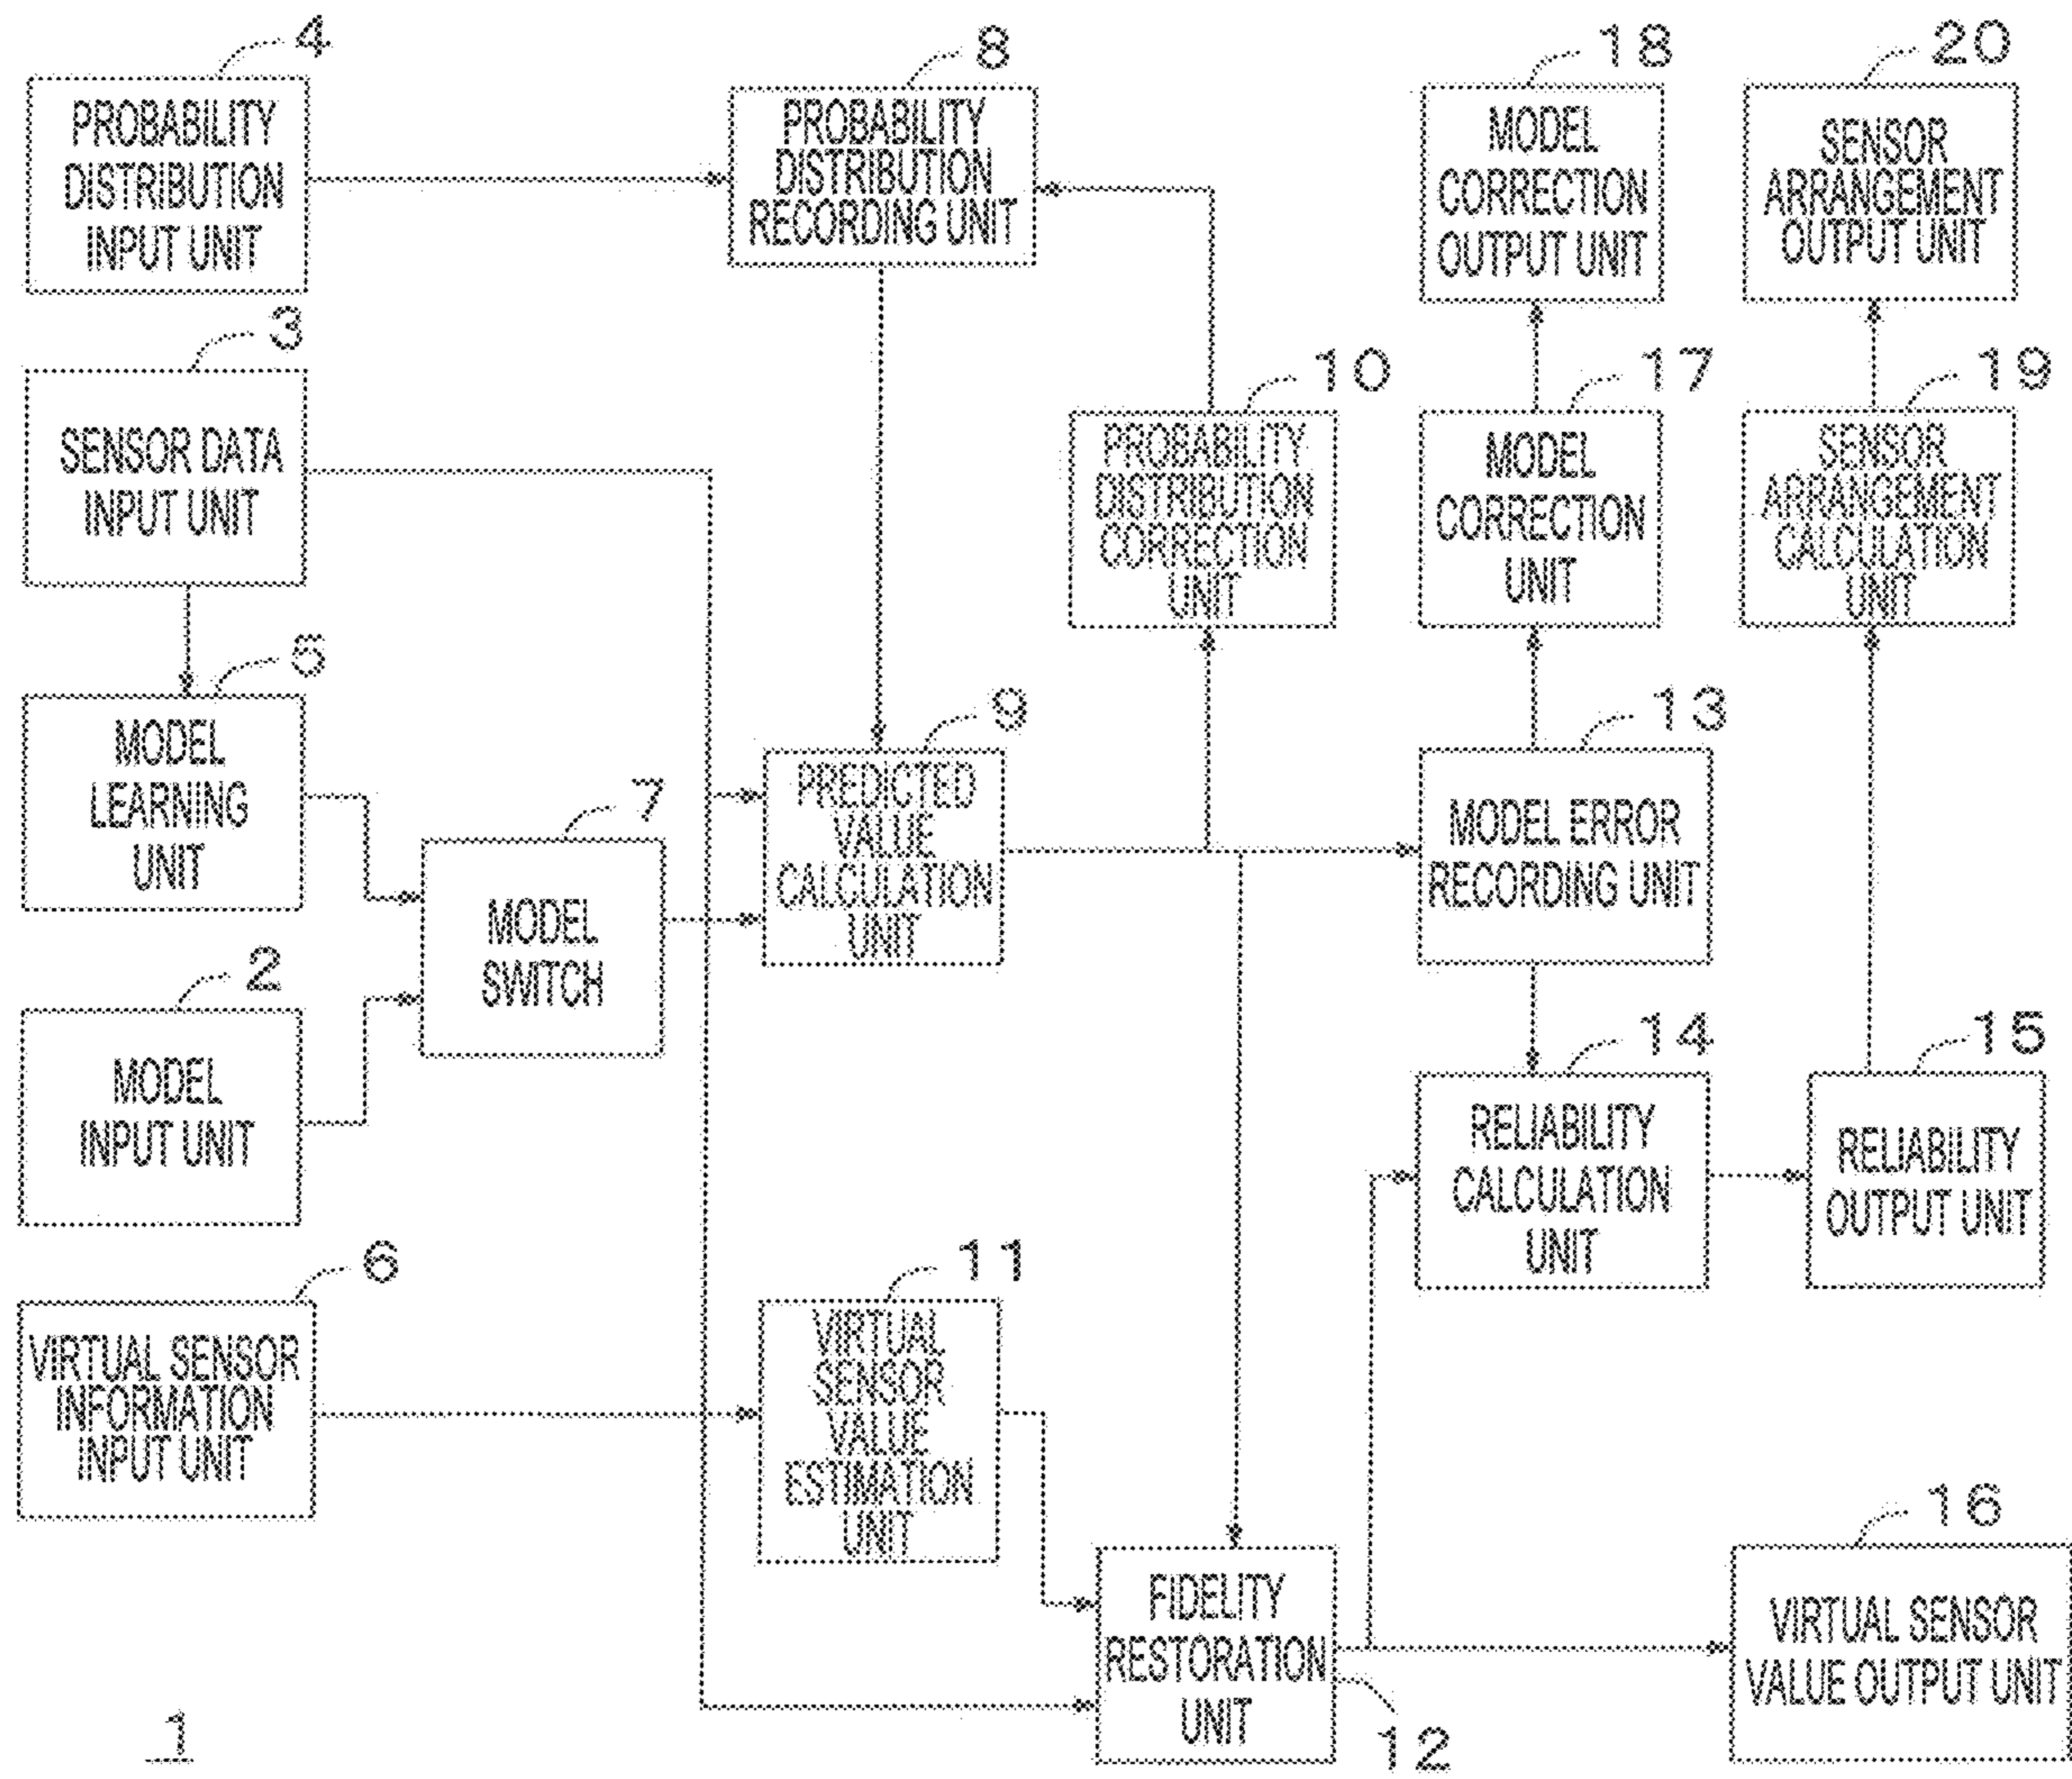 4
PROBABILITY
DISTRIBUTION
INPUT UNIT
8
PROBABILITY
DISTRIBUTION
RECORDING UNIT
18
MODEL
CORRECTION
OUTPUT UNIT
20
SENSOR
ARRANGEMENT
OUTPUT UNIT
3
SENSOR DATA
INPUT UNIT
10
PROBABILITY
DISTRIBUTION
CORRECTION
UNIT
17
MODEL
CORRECTION
UNIT
19
SENSOR
ARRANGEMENT
CALCULATION
UNIT
5
MODEL
LEARNING
UNIT
7
MODEL
SWITCH
9
PREDICTED
VALUE
CALCULATION
UNIT
13
MODEL ERROR
RECORDING UNIT
2
MODEL
INPUT UNIT
14
RELIABILITY
CALCULATION
UNIT
15
RELIABILITY
OUTPUT UNIT
6
VIRTUAL SENSOR
INFORMATION
INPUT UNIT
11
VIRTUAL
SENSOR
VALUE
ESTIMATION
UNIT
FIDELITY
RESTORATION
UNIT
12
16
VIRTUAL SENSOR
VALUE OUTPUT UNIT
1